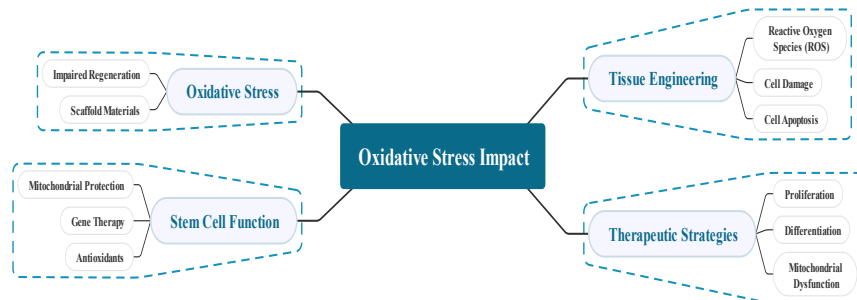 Oxidative Stress Impact
Oxidative Stress
Impaired Regeneration
Scaffold Materials
Stem Cell Function
Mitochondrial Protection
Gene Therapy
Antioxidants
Tissue Engineering
Reactive Oxygen
Species (ROS)
Cell Damage
Cell Apoptosis
Therapeutic Strategies
Proliferation
Differentiation
Mitochondrial
Dysfunction